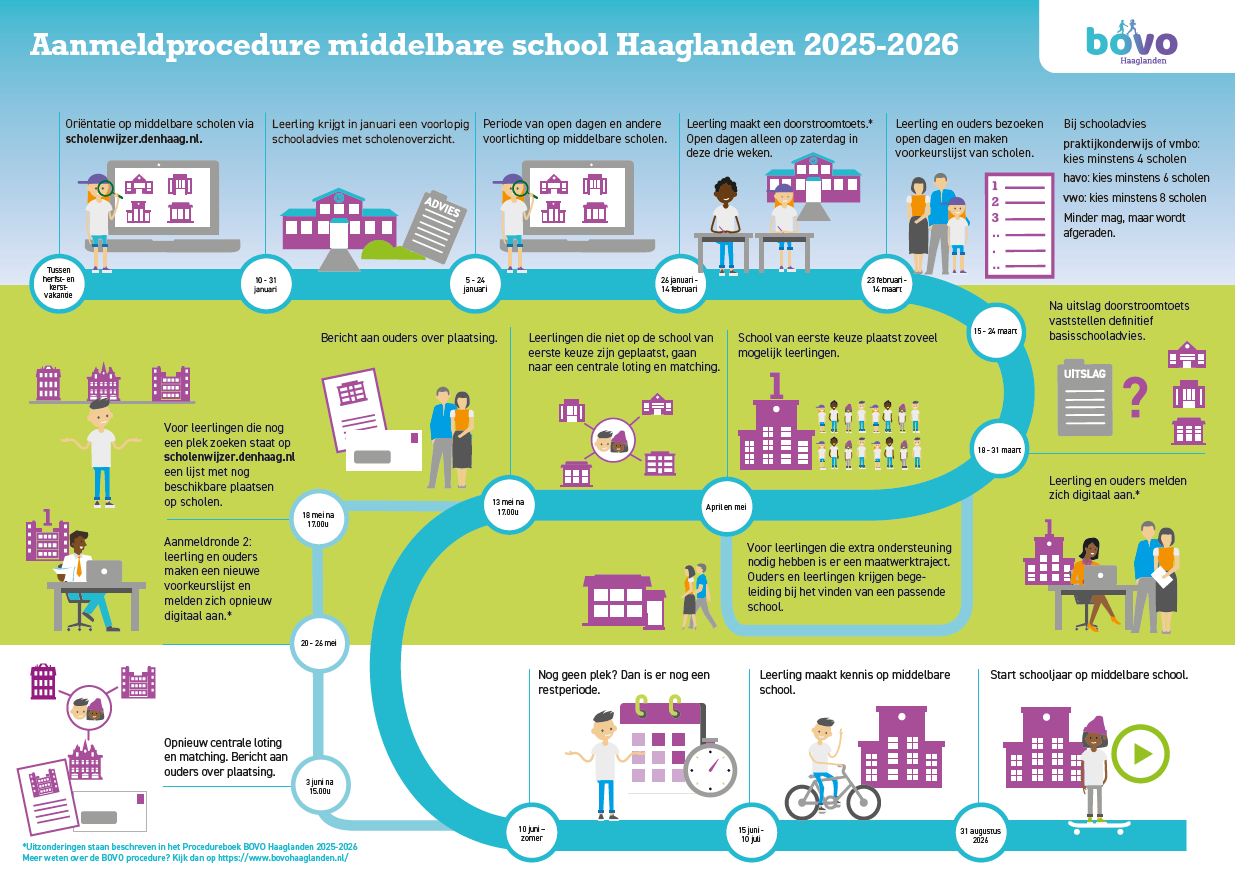 Aanmeldprocedure middelbare school Haaglanden 2025-2026
bovo
Haaglanden
Oriëntatie op middelbare scholen via
scholenwijzer.denhaag.nl.
Tussen
herfst- en
kerst-
vakantie
Leerling krijgt in januari een voorlopig
schooladvies met scholenoverzicht.
ADVIES
10 - 31
januari
Periode van open dagen en andere
voorlichting op middelbare scholen.
5 - 24
januari
Leerling maakt een doorstroomtoets.*
Open dagen alleen op zaterdag in
deze drie weken.
26 januari -
14 februari
Leerling en ouders bezoeken
open dagen en maken
voorkeurslijst van scholen.
1
2
3
..
.
..
23 februari -
14 maart
Bij schooladvies
praktijkonderwijs of vmbo:
kies minstens 4 scholen
havo: kies minstens 6 scholen
vwo: kies minstens 8 scholen
Minder mag, maar wordt
afgeraden.
15 - 24 maart
Na uitslag doorstroomtoets
vaststellen definitief
basisschooladvies.
UITSLAG
?
18 - 31 maart
Leerling en ouders melden
zich digitaal aan.*
1
School van eerste keuze plaatst zoveel
mogelijk leerlingen.
1
April en mei
Voor leerlingen die extra ondersteuning
nodig hebben is er een maatwerktraject.
Ouders en leerlingen krijgen bege-
leiding bij het vinden van een passende
school.
Leerlingen die niet op de school van
eerste keuze zijn geplaatst, gaan
naar een centrale loting en matching.
13 mei na
17.00u
Bericht aan ouders over plaatsing.
Voor leerlingen die nog
een plek zoeken staat op
scholenwijzer.denhaag.nl
een lijst met nog
beschikbare plaatsen
op scholen.
18 mei na
17.00u
1
Aanmeldronde 2:
leerling en ouders
maken een nieuwe
voorkeurslijst en
melden zich opnieuw
digitaal aan.*
20 - 26 mei
Opnieuw centrale loting
en matching. Bericht aan
ouders over plaatsing.
3 juni na
15.00u
Nog geen plek? Dan is er nog een
restperiode.
10 juni –
zomer
Leerling maakt kennis op middelbare
school.
15 juni -
10 juli
Start schooljaar op middelbare school.
31 augustus
2026
*Uitzonderingen staan beschreven in het Procedureboek BOVO Haaglanden 2025-2026
Meer weten over de BOVO procedure? Kijk dan op https://www.bovohaaglanden.nl/